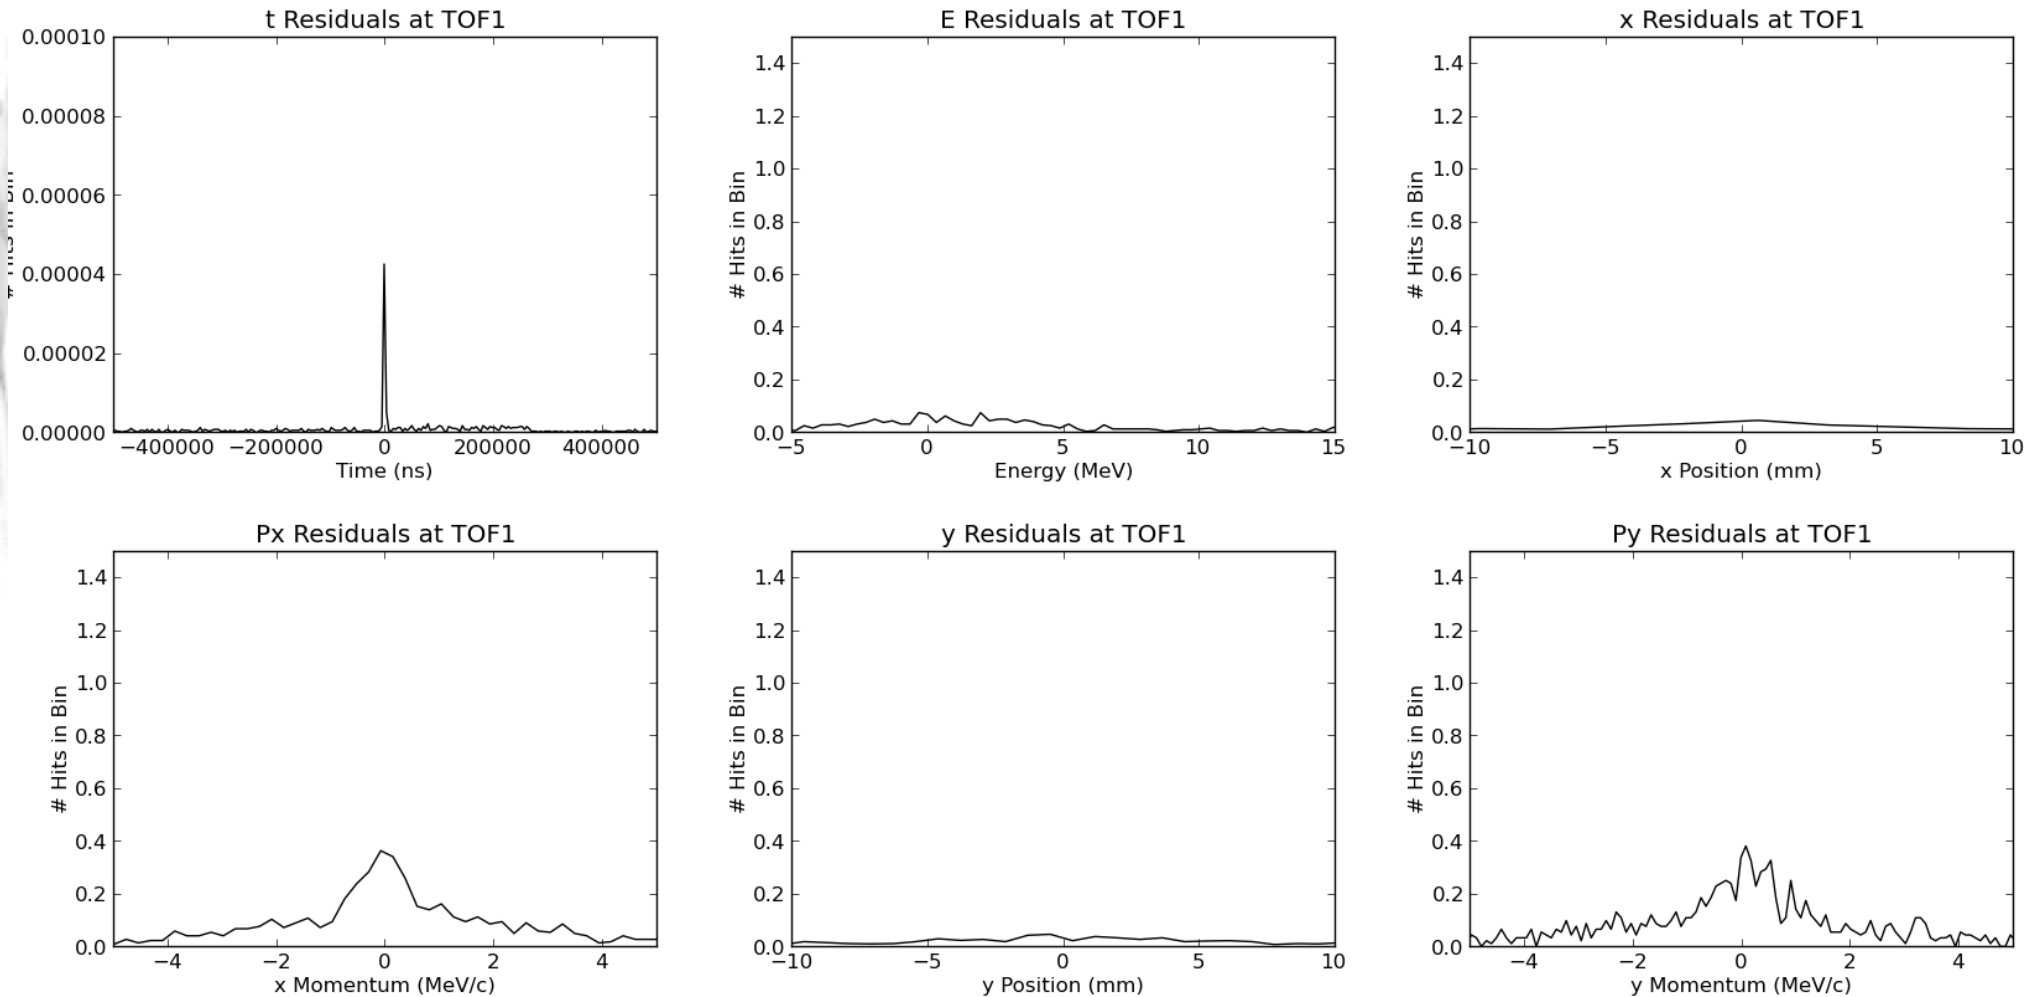 t Residuals at TOF1
E Residuals at TOF1
x Residuals at TOF1
0.00010
0.00008
0.00006
0.00004
0.00002
0.00000
−400000 −200000 0 200000 400000
Time (ns)
# Hits in Bin
1.4
1.2
1.0
0.8
0.6
0.4
0.2
0.0
−5 0 5 10 15
Energy (MeV)
# Hits in Bin
1.4
1.2
1.0
0.8
0.6
0.4
0.2
0.0
−10 −5 0 5 10
x Position (mm)
Px Residuals at TOF1
y Residuals at TOF1
Py Residuals at TOF1
# Hits in Bin
1.4
1.2
1.0
0.8
0.6
0.4
0.2
0.0
−4 −2 0 2 4
x Momentum (MeV/c)
# Hits in Bin
1.4
1.2
1.0
0.8
0.6
0.4
0.2
0.0
−10 −5 0 5 10
y Position (mm)
# Hits in Bin
1.4
1.2
1.0
0.8
0.6
0.4
0.2
0.0
−4 −2 0 2 4
y Momentum (MeV/c)